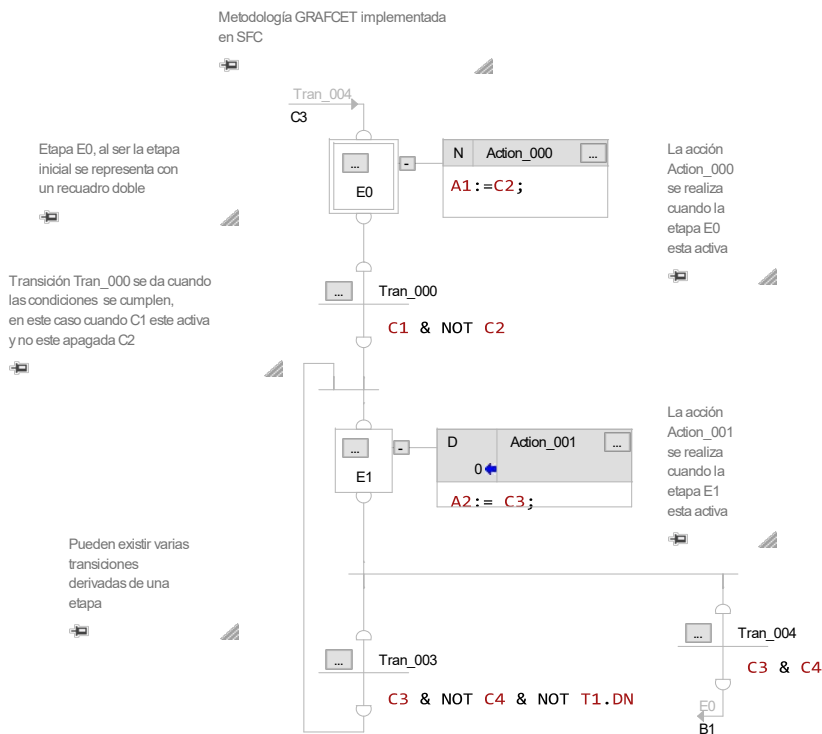 Metodología GRAFCET implementada
en SFC
Tran_004
C3
Etapa E0, al ser la etapa
inicial se representa con
un recuadro doble
...
E0
-
N Action_000 ...
A1:=C2;
La acción
Action_000
se realiza
cuando la
etapa E0
esta activa
Transición Tran_000 se da cuando
las condiciones se cumplen,
en este caso cuando C1 este activa
y no este apagada C2
... Tran_000
C1 & NOT C2
...
E1
-
D Action_001 ...
0
A2:= C3;
La acción
Action_001
se realiza
cuando la
etapa E1
esta activa
Pueden existir varias
transiciones
derivadas de una
etapa
... Tran_003
C3 & NOT C4 & NOT T1.DN
... Tran_004
C3 & C4
E0
B1